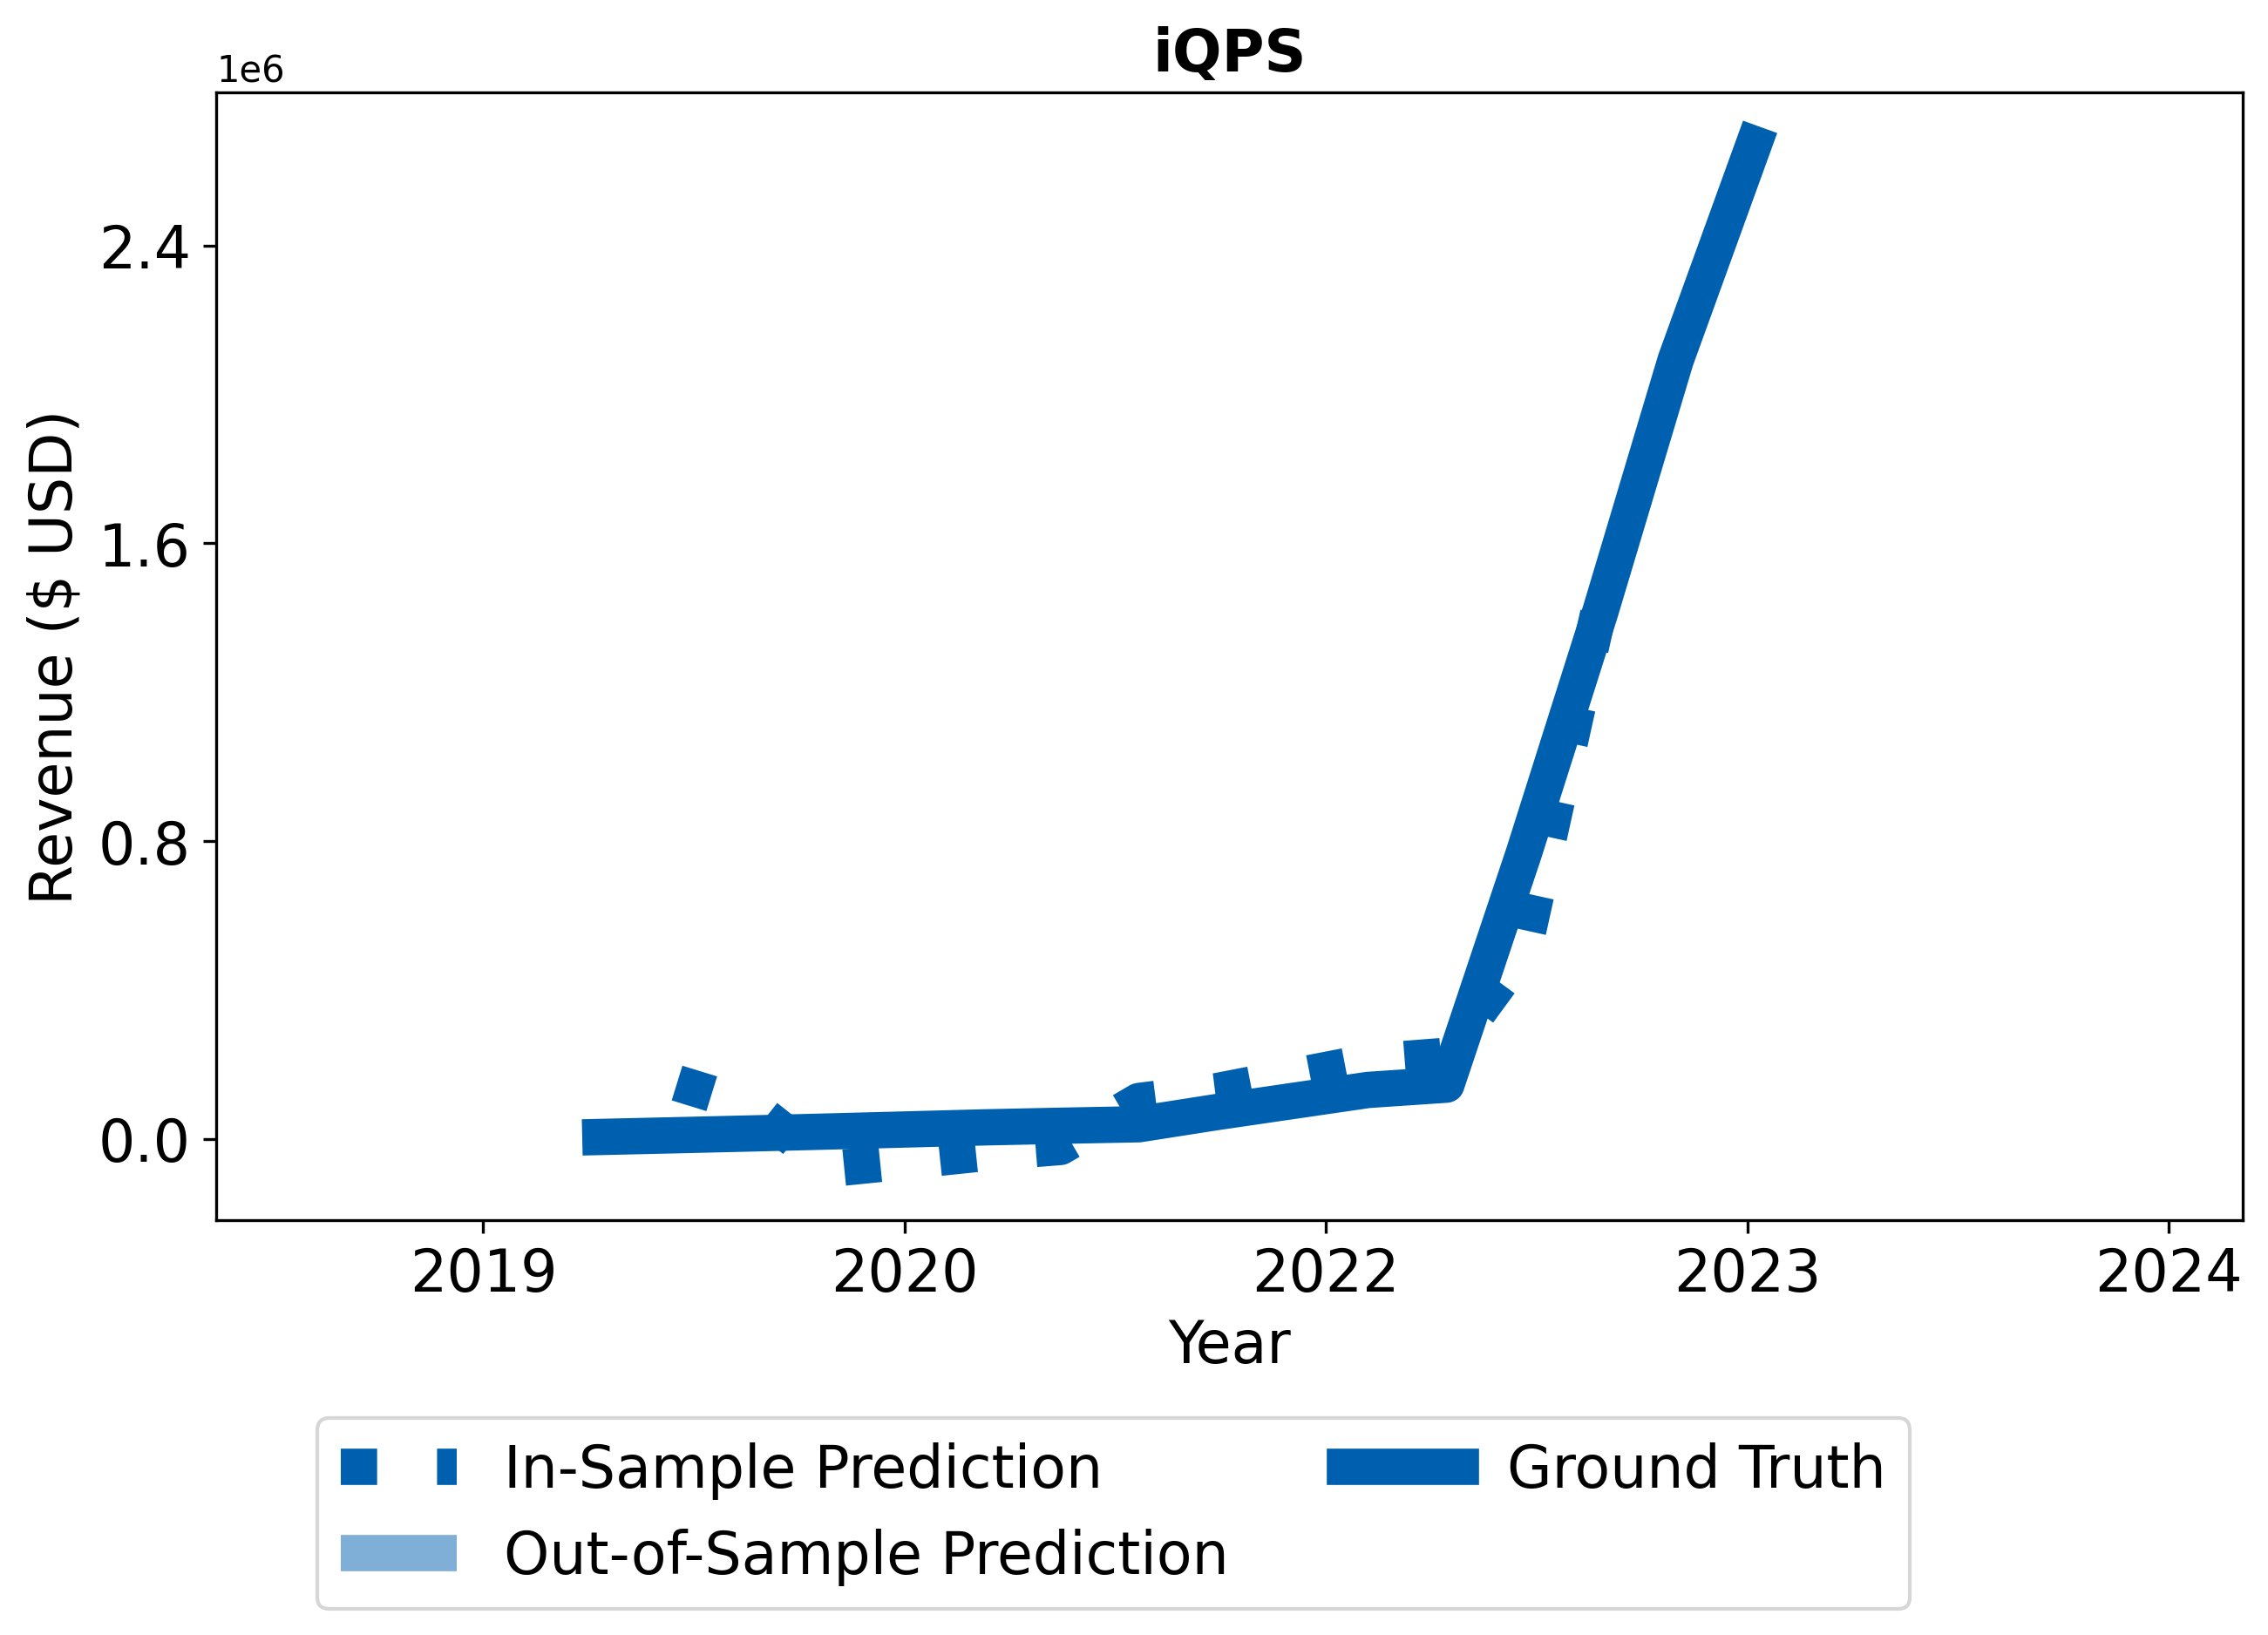 iQPS
1e6
2.4
1.6
0.8
0.0
Revenue ($ USD)
2019 2020 2022 2023 2024
Year
In-Sample Prediction
Out-of-Sample Prediction
Ground Truth